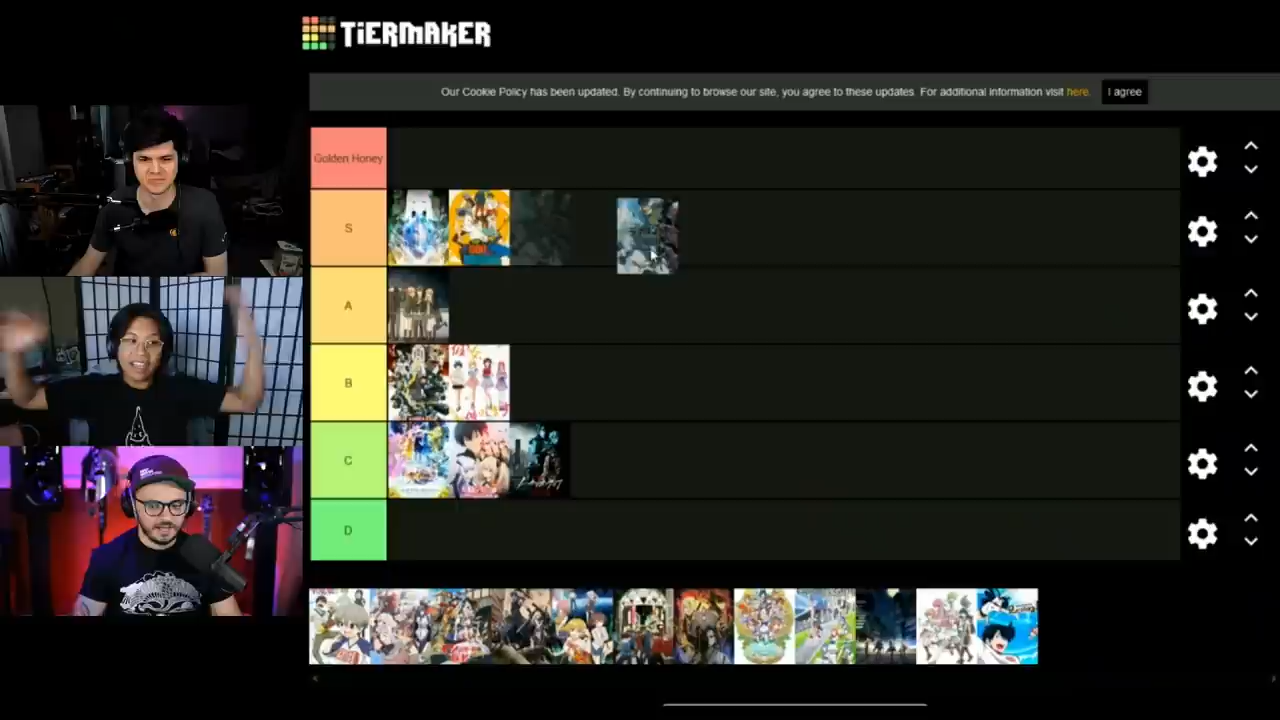 TiERMAKER
Our Cookie Policy has been updated. By continuing to browse our site, you agree to these updates. For additional information visit here.
I agree
Golden Honey
S
A
B
C
D